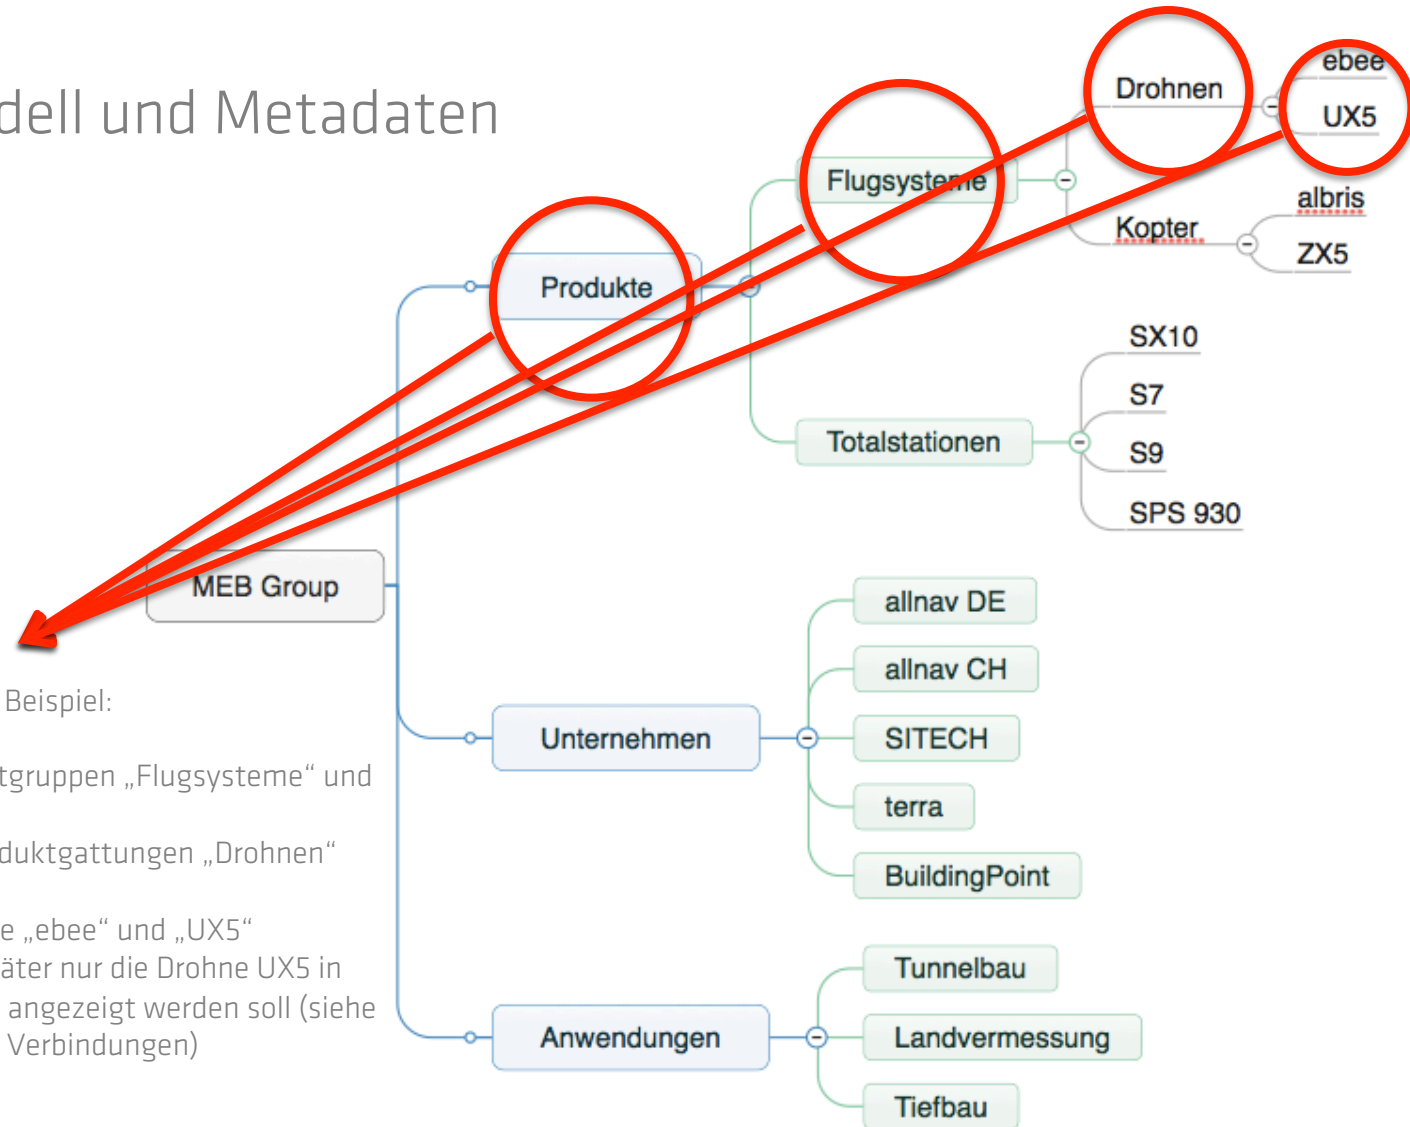 dell und Metadaten
Drohnen
ebee
UX5
Flugsysteme
Kopter
albris
ZX5
Produkte
SX10
S7
Totalstationen
S9
SPS 930
MEB Group
allnav DE
allnav CH
Unternehmen
SITECH
terra
BuildingPoint
Anwendungen
Tunnelbau
Landvermessung
Tiefbau
Beispiel:
tgruppen „Flugsysteme“ und
duktgattungen „Drohnen“
e „ebee“ und „UX5“
äter nur die Drohne UX5 in
angezeigt werden soll (siehe
Verbindungen)